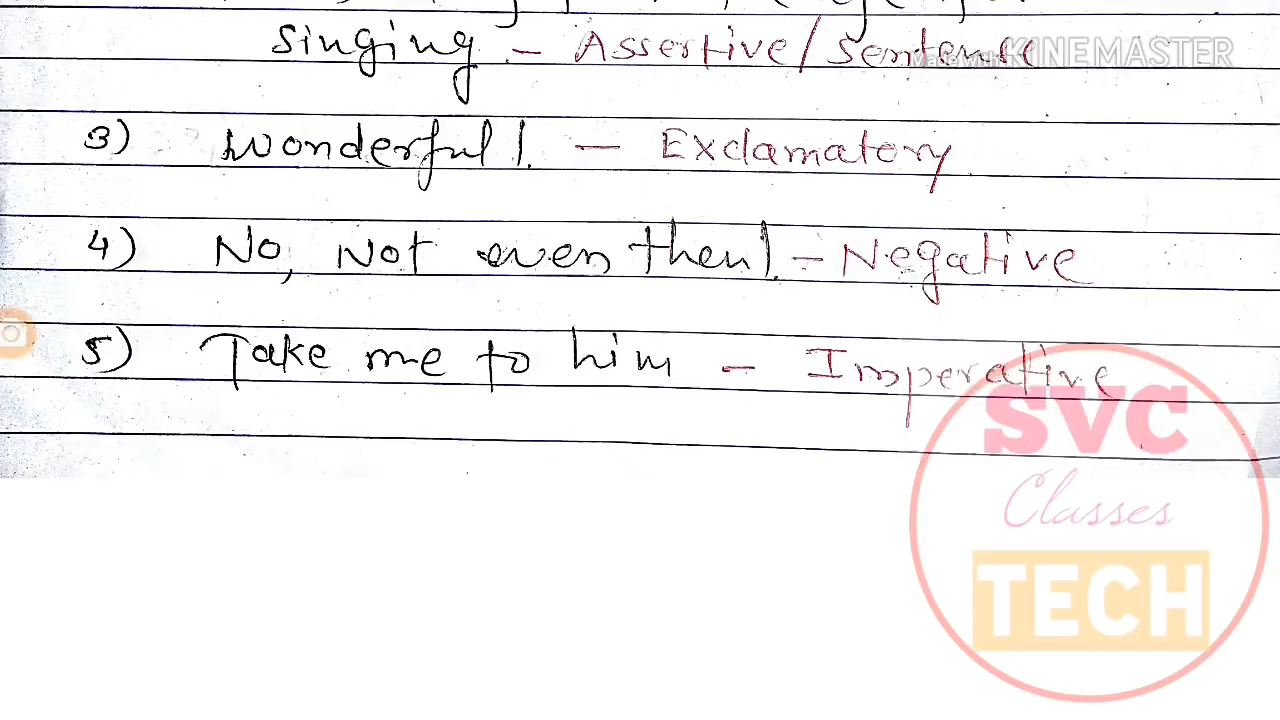 singing - Assertive/Sentence
KINEMASTER
3) Wonderful! - Exclamatory
4) No, Not even then! - Negative
5) Take me to him - Imperative
SVC
Classes
TECH